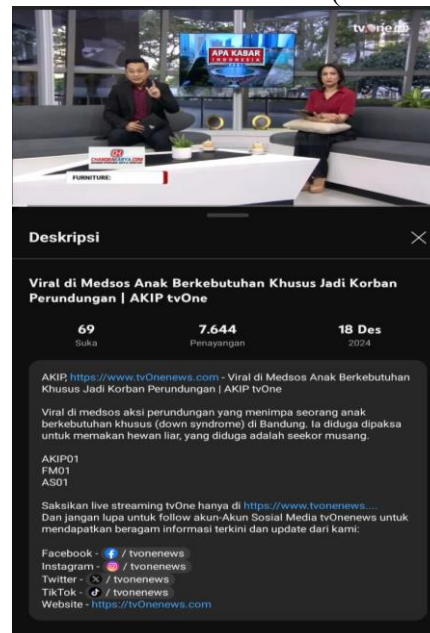 (
tvonenews
APA KABAR
INDONESIA
CHANDRAKARYA.COM
FURNITURE:
Deskripsi
Viral di Medsos Anak Berkebutuhan Khusus Jadi Korban
Perundungan | AKIP tvOne
69
7.644
18 Des
Suka
Penayangan
2024
AKIP, https://www.tvOnenews.com - Viral di Medsos Anak Berkebutuhan
Khusus Jadi Korban Perundungan | AKIP tvOne
Viral di medsos aksi perundungan yang menimpa seorang anak
berkebutuhan khusus (down syndrome) di Bandung. Ia diduga dipaksa
untuk memakan hewan liar, yang diduga adalah seekor musang.
AKIP01
FM01
AS01
Saksikan live streaming tvOne hanya di https://www.tvonenews....
Dan jangan lupa untuk follow akun-Akun Sosial Media tvOnenews untuk
mendapatkan beragam informasi terkini dan update dari kami:
Facebook - / tvonenews
Instagram - / tvonenews
Twitter - / tvonenews
TikTok - / tvonenews
Website - https://tvOnenews.com